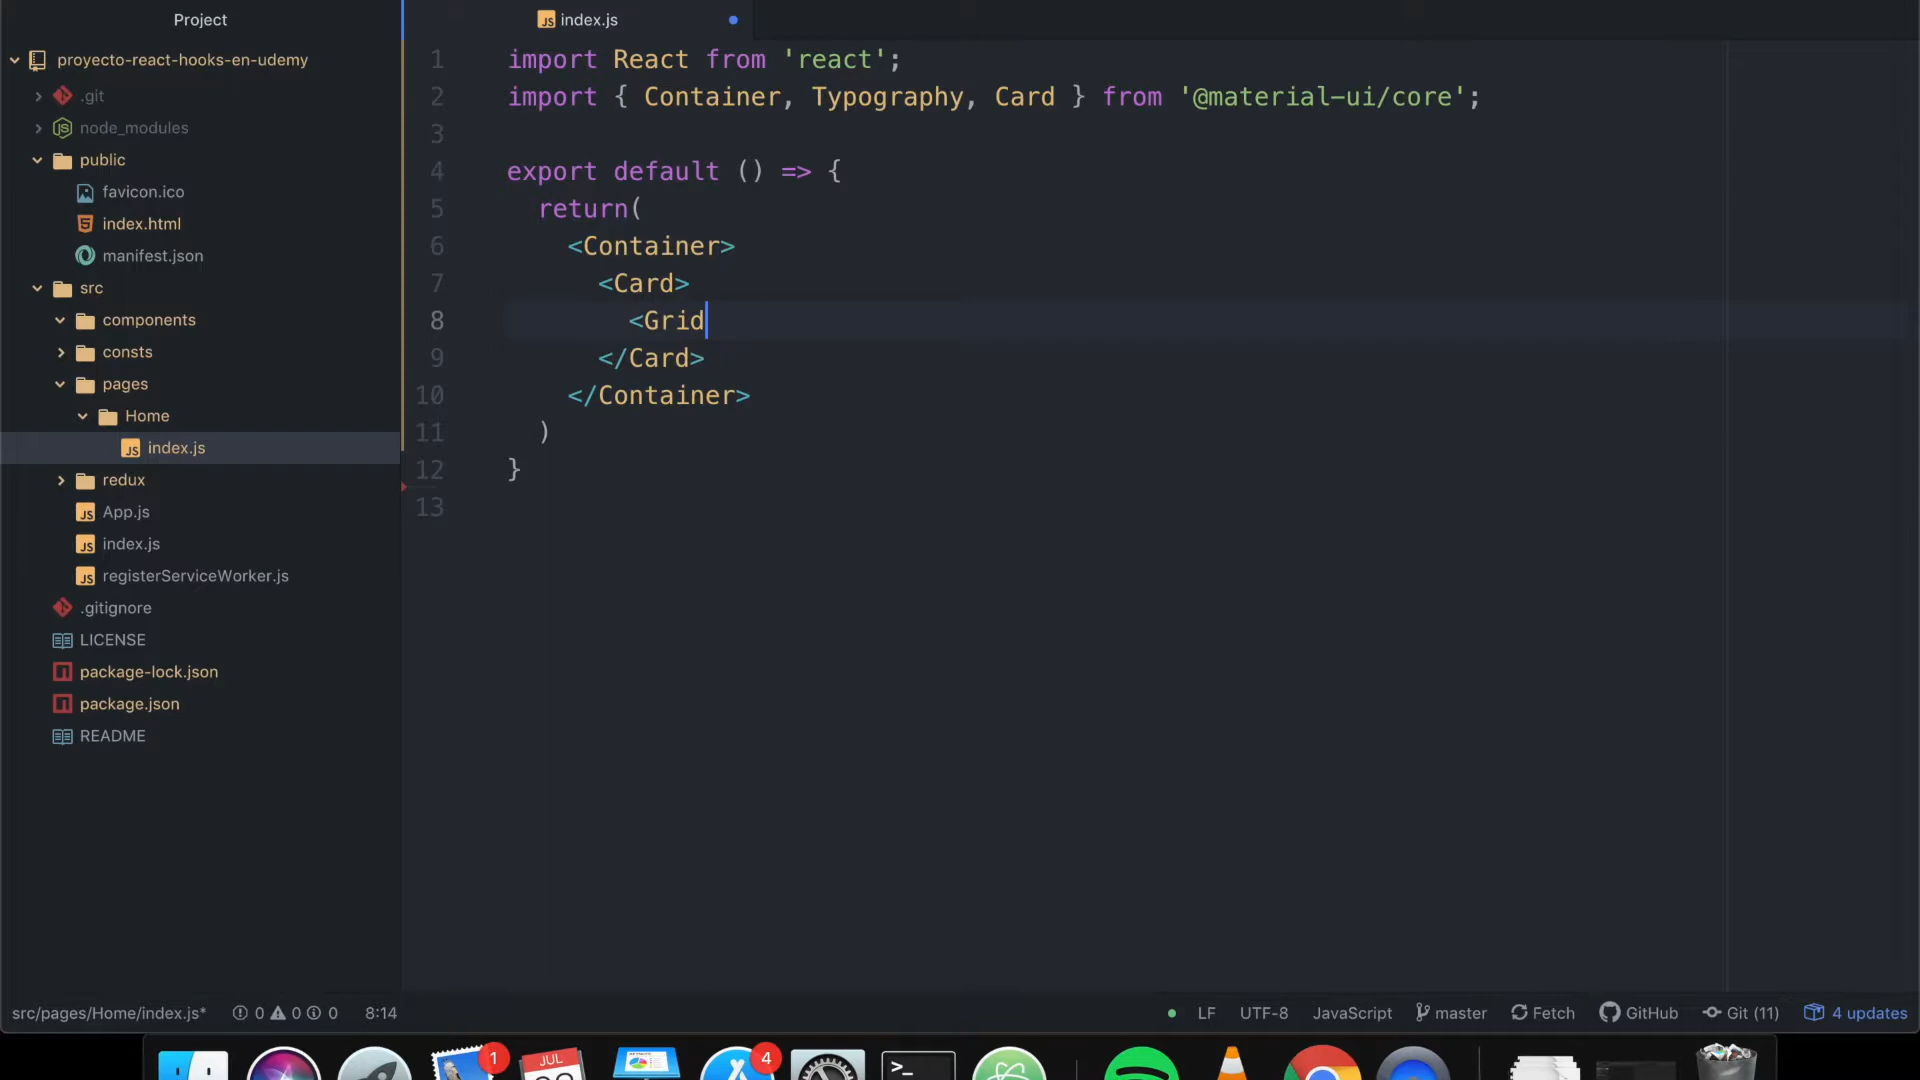 Project
proyecto-react-hooks-en-udemy
.git
node_modules
public
favicon.ico
index.html
manifest.json
src
components
consts
pages
Home
index.js
redux
App.js
index.js
registerServiceWorker.js
.gitignore
LICENSE
package-lock.json
package.json
README
index.js
1 import React from 'react';
2 import { Container, Typography, Card } from '@material-ui/core';
3
4 export default () => {
5 return(
6 <Container>
7 <Card>
8 <Grid
9 </Card>
10 </Container>
11 )
12 }
13
src/pages/Home/index.js* 0 0 0 8:14 LF UTF-8 JavaScript master Fetch GitHub Git (11) 4 updates
1
JUL
4
>_